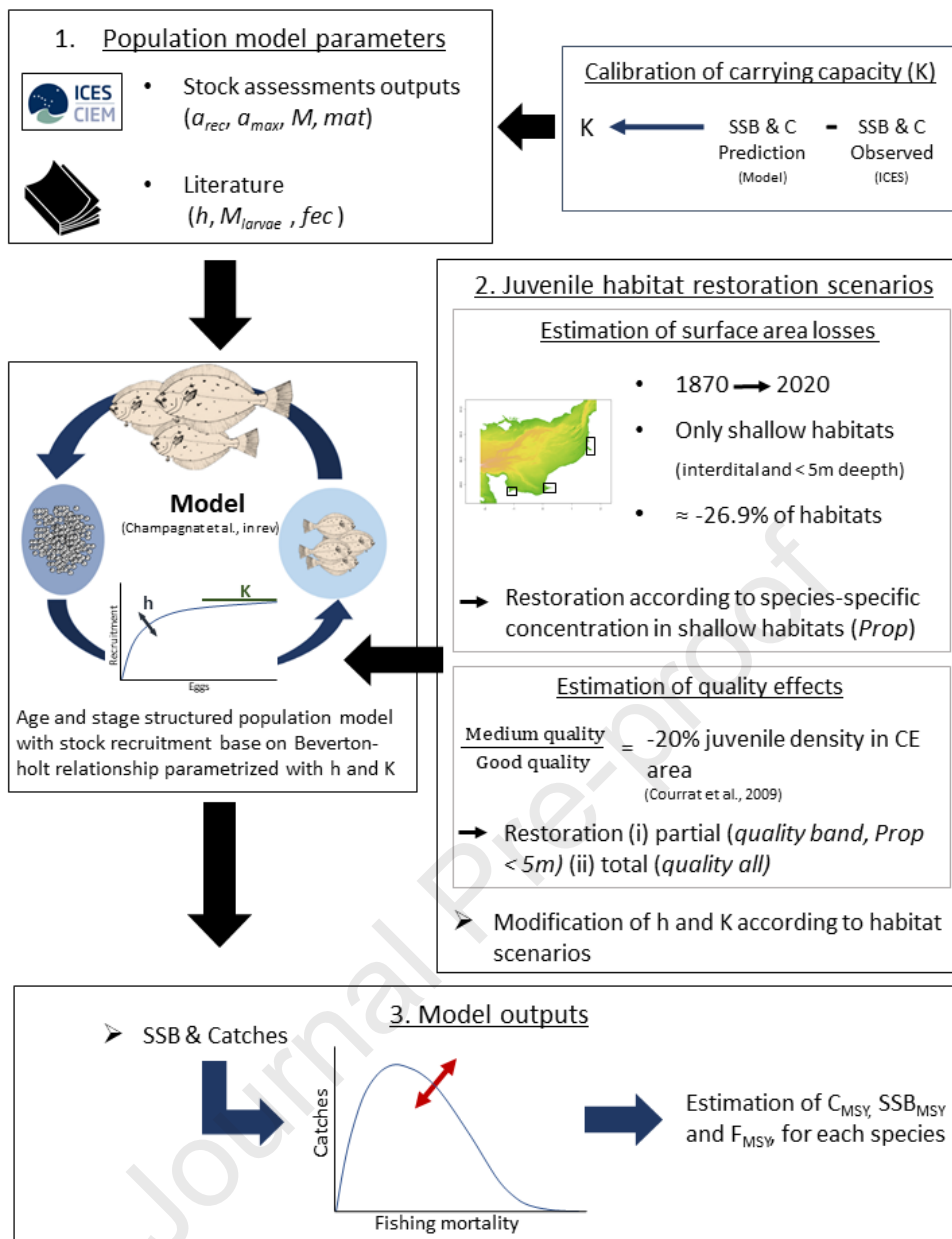 1. Population model parameters
ICES
CIEM
• Stock assessments outputs
(a_rec, a_max, M, mat)
• Literature
(h, M_larvae , fec )
Calibration of carrying capacity (K)
K
SSB & C - SSB & C
Prediction Observed
(Model) (ICES)
Model
(Champagnat et al., in rev)
h
K
Recruitment
Eggs
Age and stage structured population model
with stock recruitment base on Beverton-
holt relationship parametrized with h and K
2. Juvenile habitat restoration scenarios
Estimation of surface area losses
• 1870 → 2020
• Only shallow habitats
(interdital and < 5m deepth)
• ≈ -26.9% of habitats
→ Restoration according to species-specific
concentration in shallow habitats (Prop)
Estimation of quality effects
Medium quality
Good quality
= -20% juvenile density in CE
area
(Courrat et al., 2009)
→ Restoration (i) partial (quality band, Prop
< 5m) (ii) total (quality all)
➢ Modification of h and K according to habitat
scenarios
3. Model outputs
➢ SSB & Catches
Catches
Fishing mortality
Estimation of C_MSY, SSB_MSY
and F_MSY, for each species
Journal Pre-proof